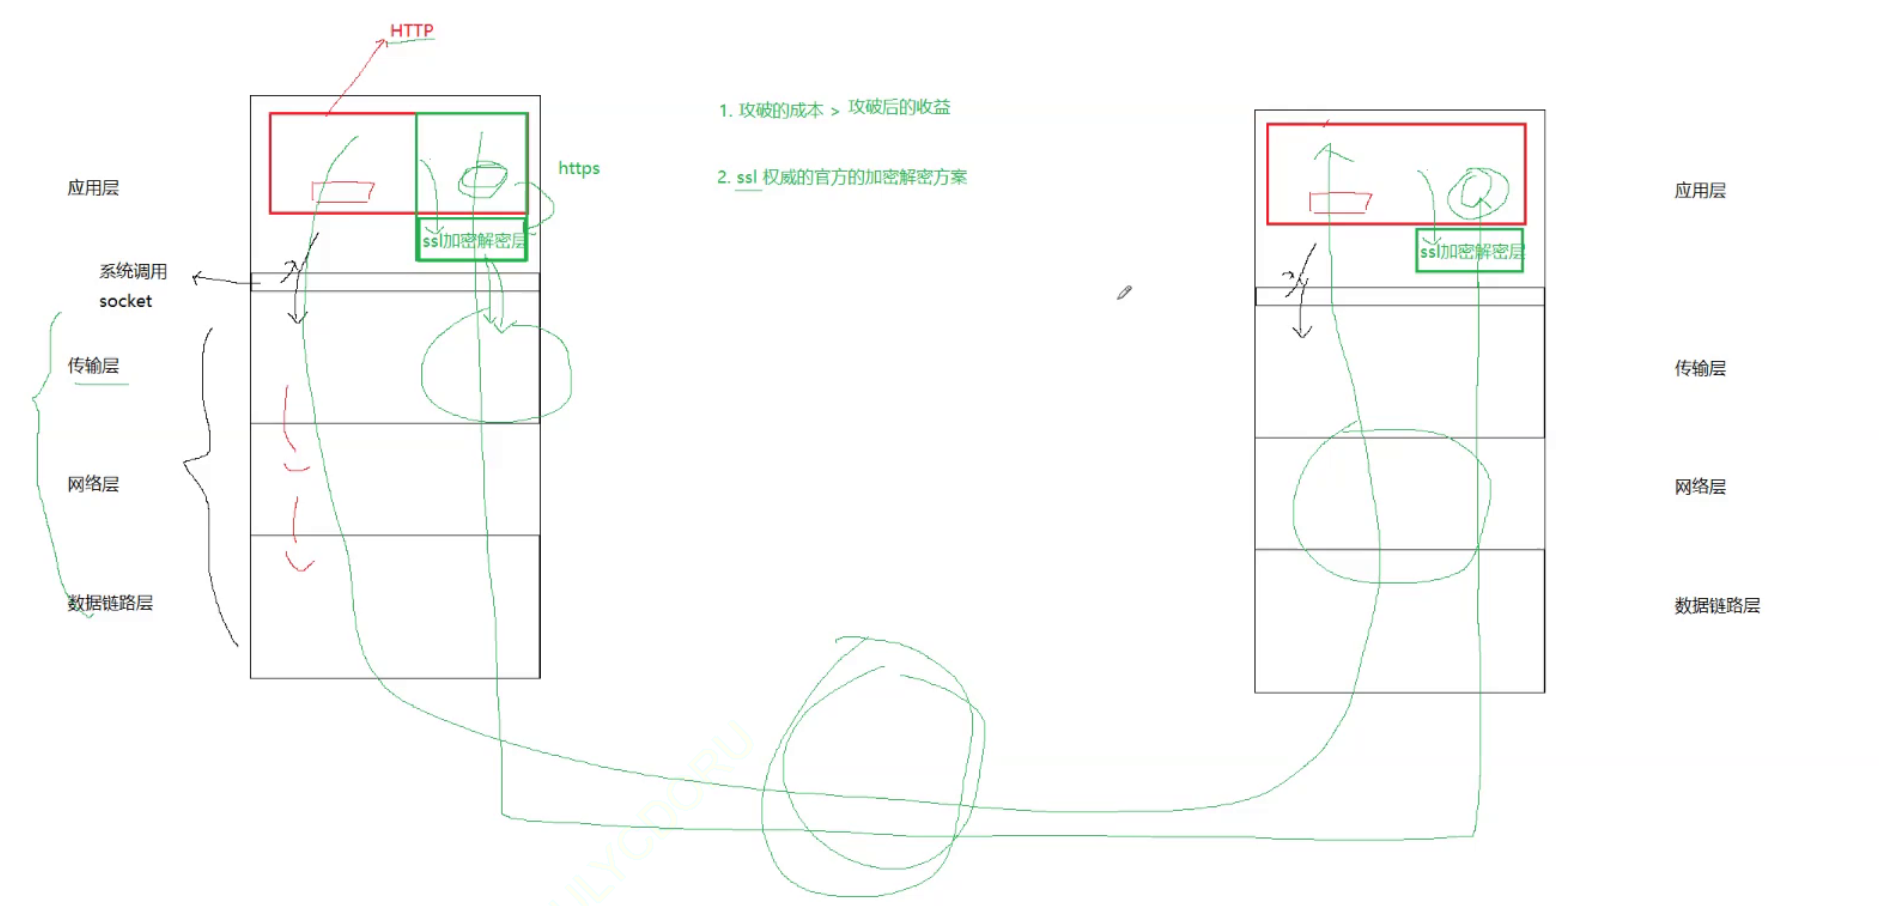 HTTP
1. 攻破的成本 > 攻破后的收益
https
2. ssl 权威的官方的加密解密方案
应用层
应用层
ssl加密解密层
ssl加密解密层
系统调用
socket
传输层
传输层
网络层
网络层
数据链路层
数据链路层